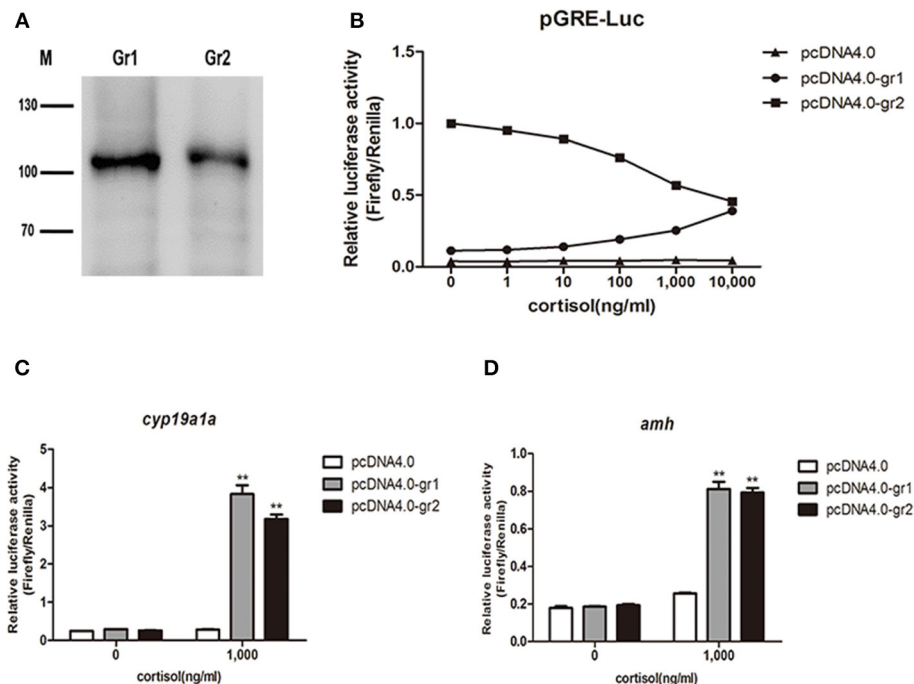 A
M Gr1 Gr2
130
100
70
B
pGRE-Luc
Relative luciferase activity
(Firefly/Renilla)
1.5
1.0
0.5
0.0
0 1 10 100 1,000 10,000
cortisol(ng/ml)
pcDNA4.0
pcDNA4.0-gr1
pcDNA4.0-gr2
C
cyp19a1a
Relative luciferase activity
(Firefly/Renilla)
5
4
3
2
1
0
** **
0 1,000
cortisol(ng/ml)
pcDNA4.0
pcDNA4.0-gr1
pcDNA4.0-gr2
D
amh
Relative luciferase activity
(Firefly/Renilla)
1.0
0.8
0.6
0.4
0.2
0.0
** **
0 1,000
cortisol(ng/ml)
pcDNA4.0
pcDNA4.0-gr1
pcDNA4.0-gr2